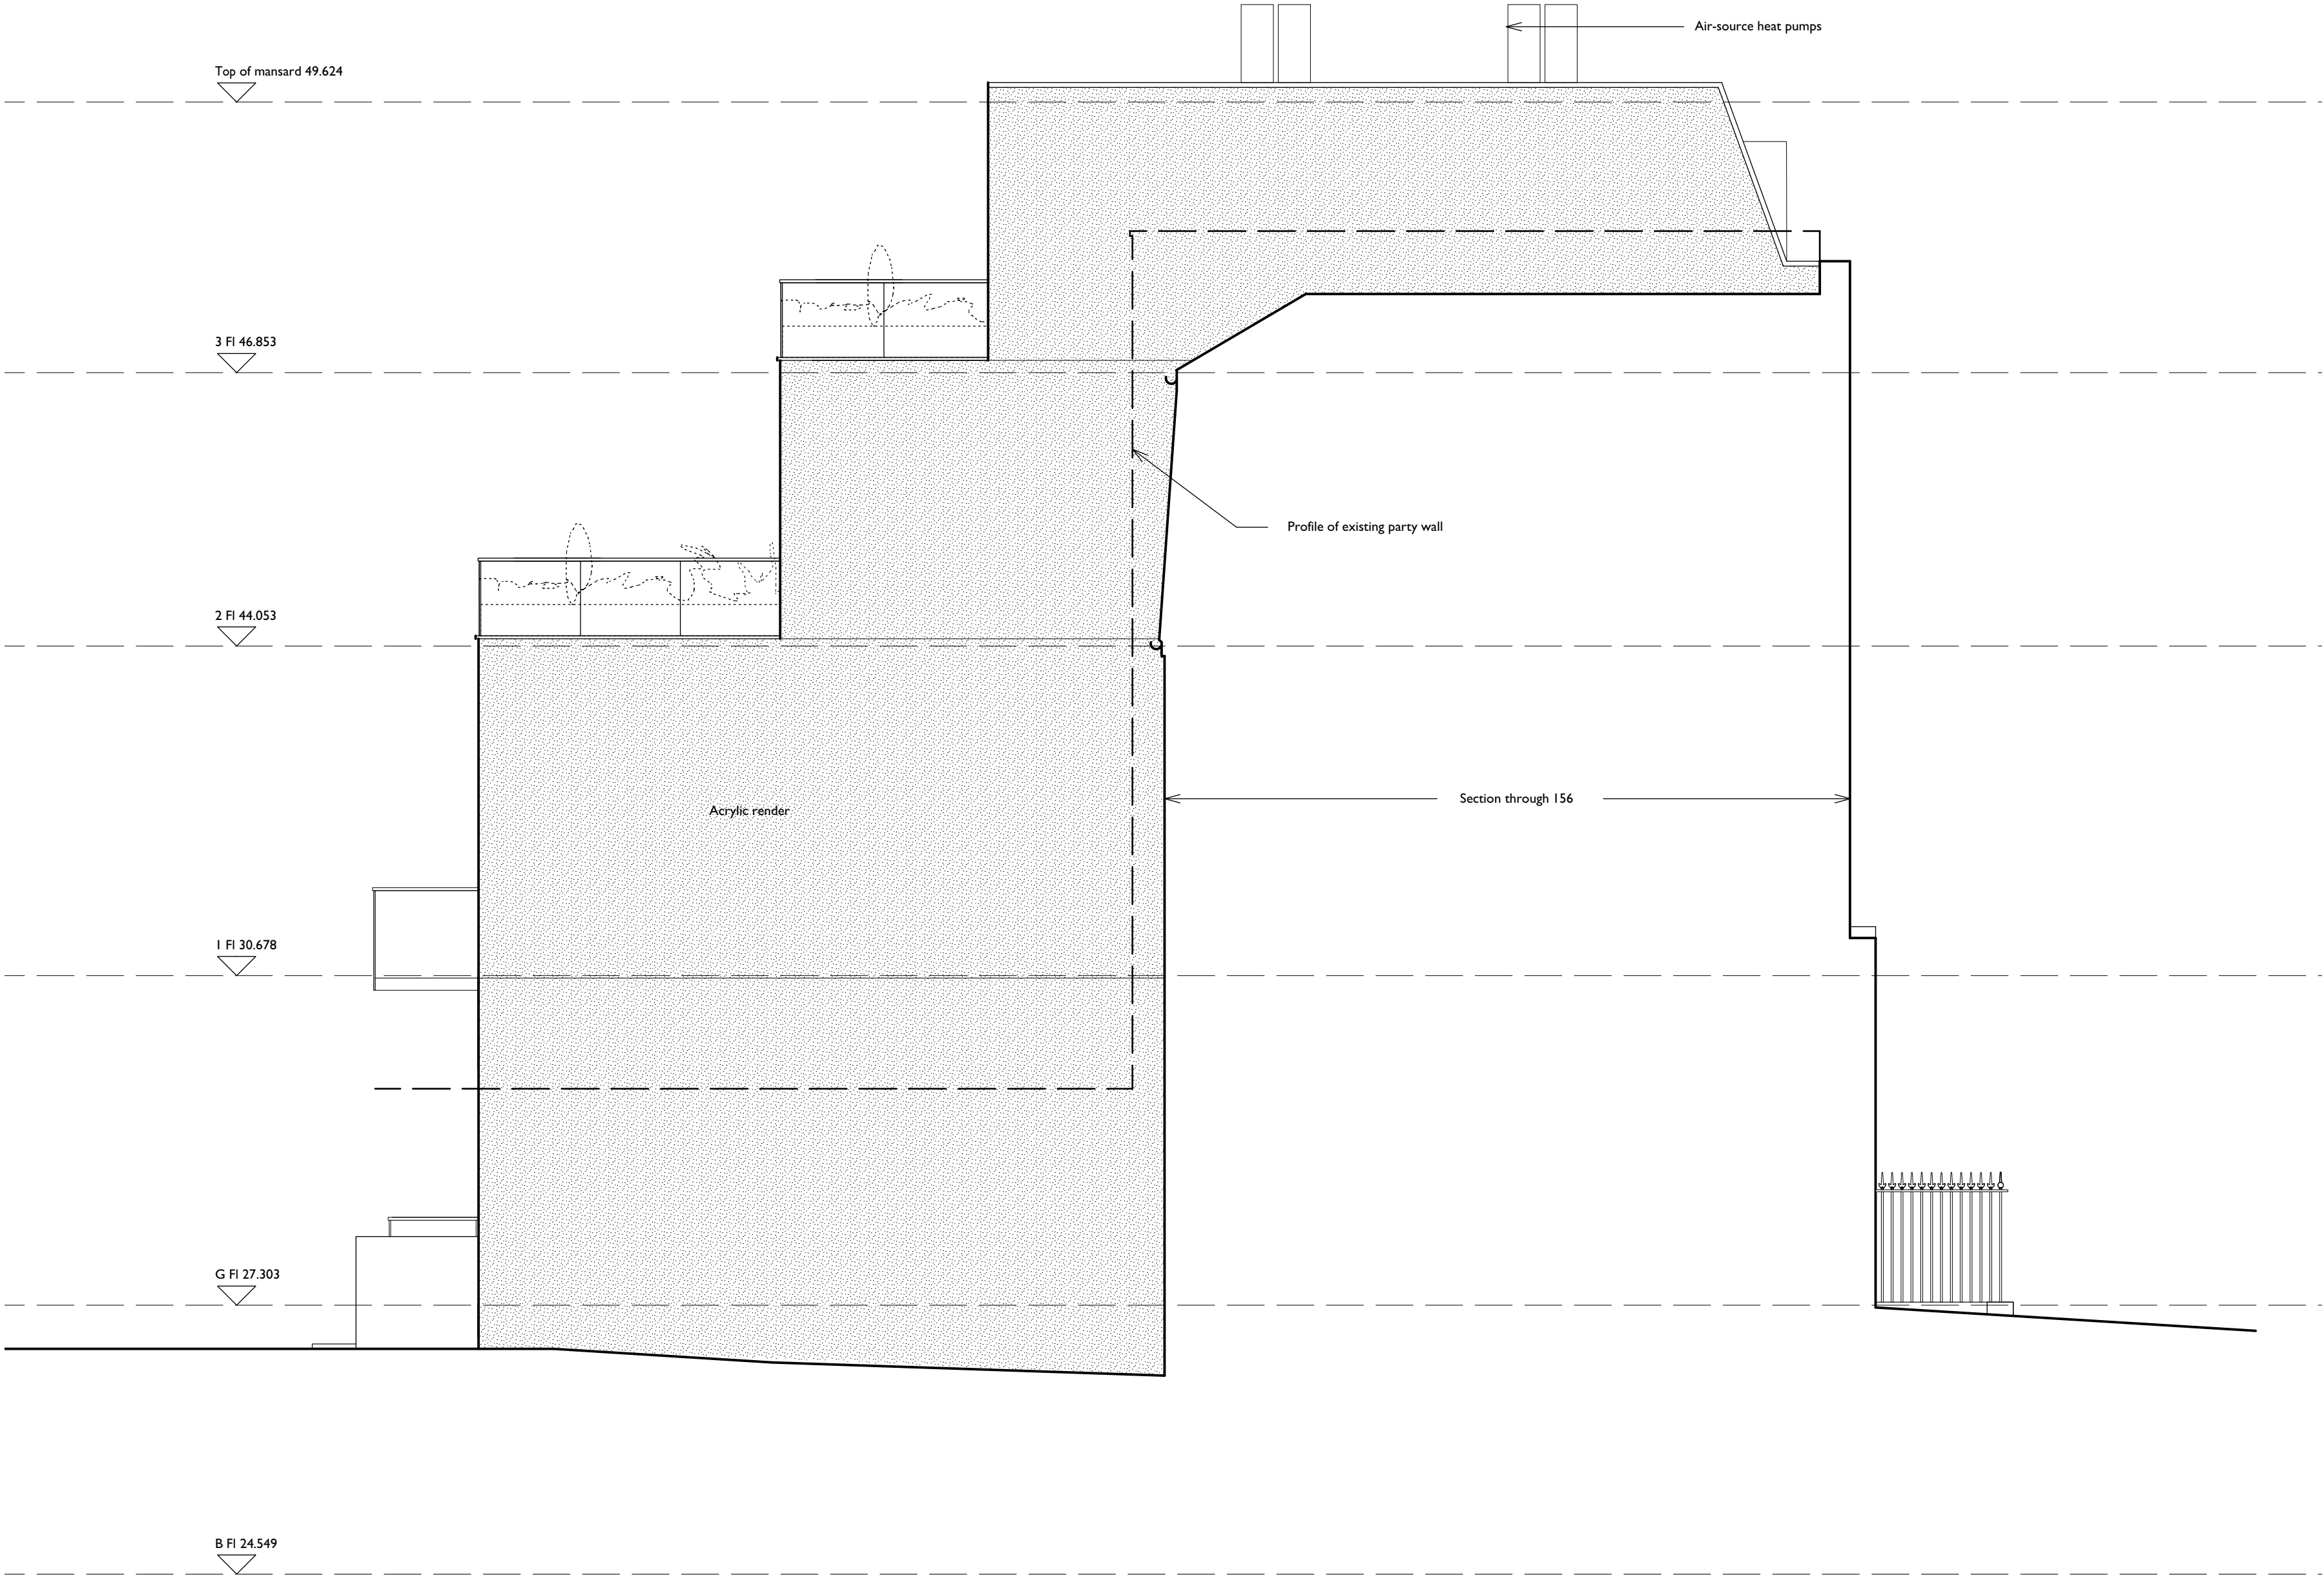 Air-source heat pumps
Top of mansard 49.624
3 Fl 46.853
Profile of existing party wall
2 Fl 44.053
Section through 156
Acrylic render
1 Fl 30.678
G Fl 27.303
B Fl 24.549